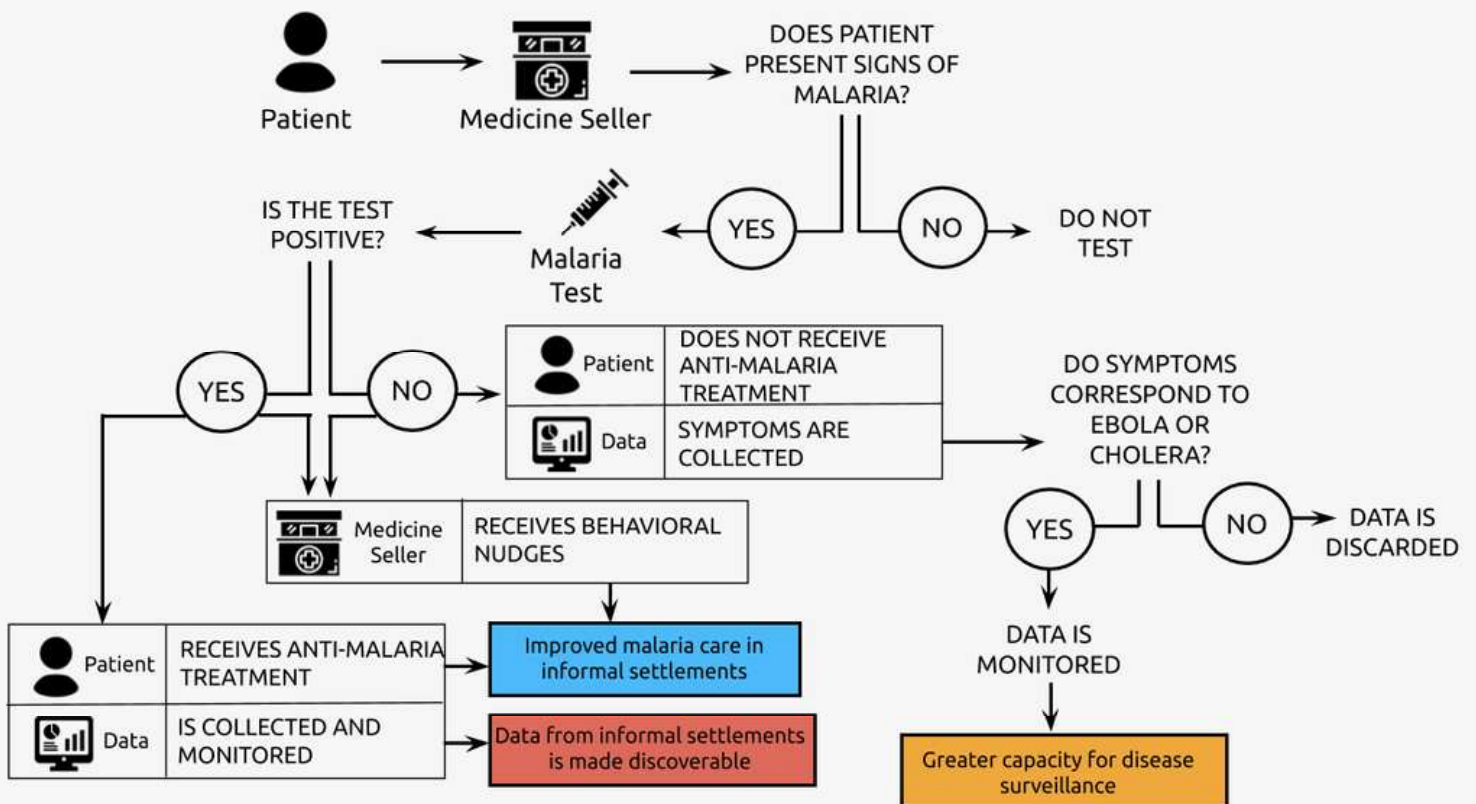 DOES PATIENT
PRESENT SIGNS OF
MALARIA?
Patient
Medicine Seller
IS THE TEST
POSITIVE?
Malaria
Test
YES
NO
DO NOT
TEST
YES
NO
Patient
DOES NOT RECEIVE
ANTI-MALARIA
TREATMENT
Data
SYMPTOMS ARE
COLLECTED
DO SYMPTOMS
CORRESPOND TO
EBOLA OR
CHOLERA?
YES
NO
DATA IS
DISCARDED
Medicine
Seller
RECEIVES BEHAVIORAL
NUDGES
Patient
RECEIVES ANTI-MALARIA
TREATMENT
Data
IS COLLECTED AND
MONITORED
Improved malaria care in
informal settlements
Data from informal settlements
is made discoverable
DATA IS
MONITORED
Greater capacity for disease
surveillance